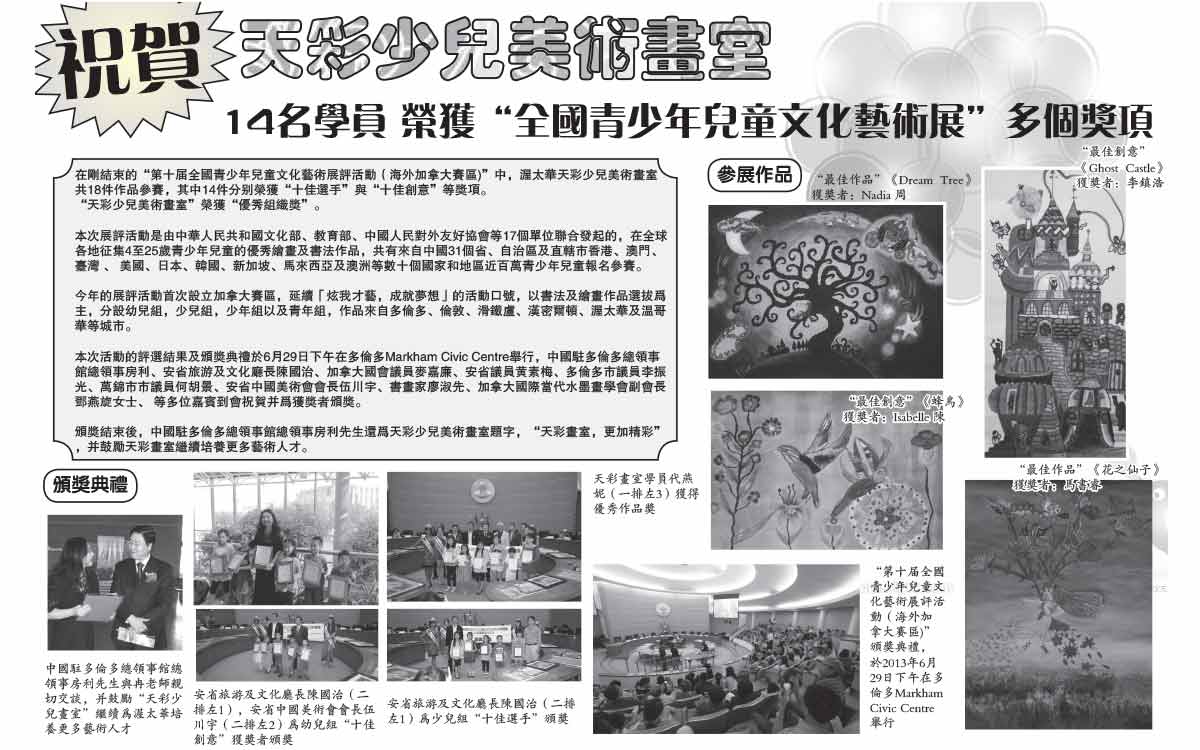 祝賀
天彩少兒美術畫室
14名學員 榮獲 “全國青少年兒童文化藝術展” 多個獎項
在剛結束的“第十届全國青少年兒童文化藝術展評活動（海外加拿大賽區)”中，渥太華天彩少兒美術畫室
共18件作品參賽，其中14件分别榮獲“十佳選手”與“十佳創意”等獎項。
“天彩少兒美術畫室”榮獲“優秀組織獎”。
本次展評活動是由中華人民共和國文化部、教育部、中國人民對外友好協會等17個單位聯合發起的，在全球
各地征集4至25歲青少年兒童的優秀繪畫及書法作品，共有來自中國31個省、自治區及直轄市香港、澳門、
臺灣 、 美國、日本、韓國、新加坡、馬來西亞及澳洲等數十個國家和地區近百萬青少年兒童報名參賽。
今年的展評活動首次設立加拿大賽區，延續「炫我才藝，成就夢想」的活動口號，以書法及繪畫作品選拔爲
主，分設幼兒組，少兒組，少年組以及青年組，作品來自多倫多、倫敦、滑鐵盧、漢密爾頓、渥太華及溫哥
華等城市。
本次活動的評選結果及頒獎典禮於6月29日下午在多倫多Markham Civic Centre舉行，中國駐多倫多總領事
館總領事房利、安省旅游及文化廳長陳國治、加拿大國會議員麥嘉廉、安省議員黄素梅、多倫多市議員李振
光、萬錦市市議員何胡景、安省中國美術會會長伍川宇、書畫家廖淑先、加拿大國際當代水墨畫學會副會長
鄧燕旋女士、 等多位嘉賓到會祝賀并爲獲獎者頒獎。
頒獎結束後，中國駐多倫多總領事館總領事房利先生還爲天彩少兒美術畫室題字，“天彩畫室，更加精彩”
，并鼓勵天彩畫室繼續培養更多藝術人才。
參展作品
“最佳作品”《Dream Tree》
獲獎者：Nadia 周
“最佳創意”
《Ghost Castle》
獲獎者：李鎮浩
“最佳創意”《蜂鳥》
獲獎者：Isabelle 陳
“最佳作品”《花之仙子》
獲獎者：馬書睿
頒獎典禮
中國駐多倫多總領事館總
領事房利先生與冉老師親
切交談，并鼓勵“天彩少
兒畫室”繼續爲渥太華培
養更多藝術人才
安省旅游及文化廳長陳國治（二
排左1），安省中國美術會會長伍
川宇（二排左2）爲幼兒組“十佳
創意”獲獎者頒獎
安省旅游及文化廳長陳國治（二排
左1）爲少兒組“十佳選手”頒獎
天彩畫室學員代燕
妮（一排左3）獲得
優秀作品獎
“第十届全國
青少年兒童文
化藝術展評活
動（海外加
拿大賽區)”
頒獎典禮，
於2013年6月
29日下午在多
倫多Markham
Civic Centre
舉行